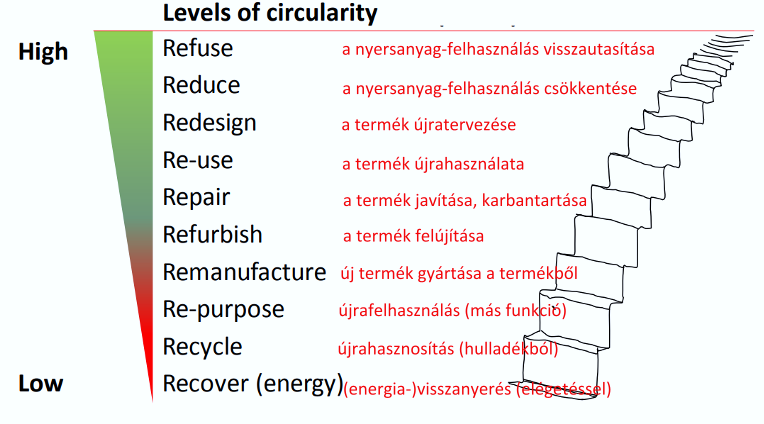 Levels of circularity
High
Refuse a nyersanyag-felhasználás visszautasítása
Reduce a nyersanyag-felhasználás csökkentése
Redesign a termék újratervezése
Re-use a termék újrahasználata
Repair a termék javítása, karbantartása
Refurbish a termék felújítása
Remanufacture új termék gyártása a termékből
Re-purpose újrafelhasználás (más funkció)
Recycle újrahasznosítás (hulladékból)
Low
Recover (energy) (energia-)visszanyerés (elégetéssel)